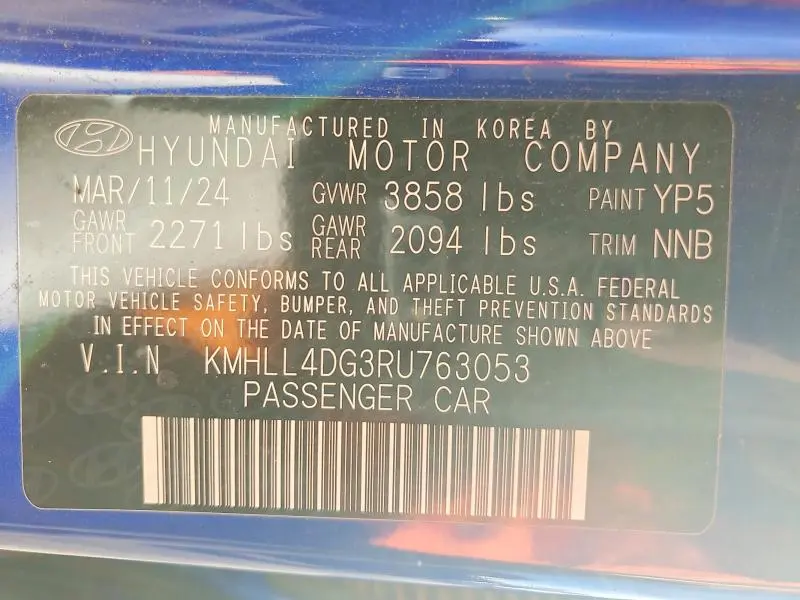 MANUFACTURED IN KOREA BY
HYUNDAI MOTOR COMPANY
MAR/11/24 GVWR 3858 lbs PAINT YP5
GAWR FRONT 2271 lbs GAWR REAR 2094 lbs TRIM NNB
THIS VEHICLE CONFORMS TO ALL APPLICABLE U.S.A. FEDERAL
MOTOR VEHICLE SAFETY, BUMPER, AND THEFT PREVENTION STANDARDS
IN EFFECT ON THE DATE OF MANUFACTURE SHOWN ABOVE
V.I.N KMHLL4DG3RU763053
PASSENGER CAR